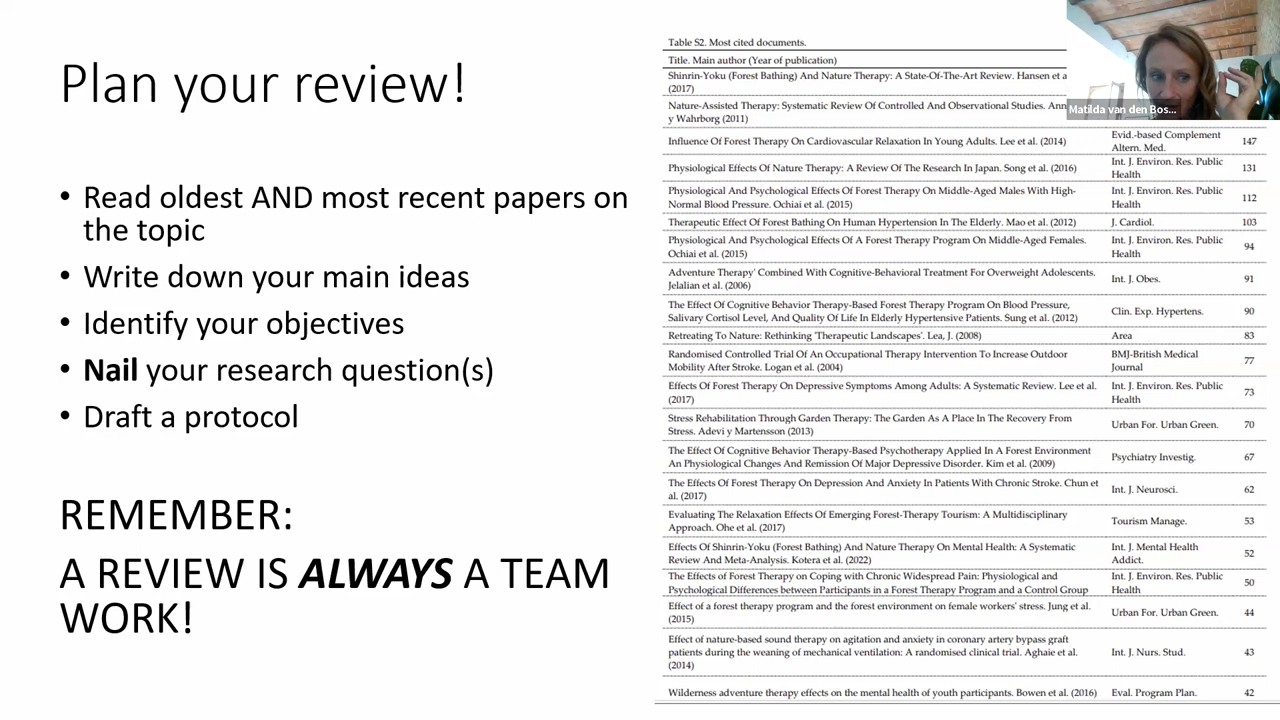 Plan your review!
• Read oldest AND most recent papers on
the topic
• Write down your main ideas
• Identify your objectives
• Nail your research question(s)
• Draft a protocol
REMEMBER:
A REVIEW IS ALWAYS A TEAM
WORK!
Table S2. Most cited documents.
Title. Main author (Year of publication)
Shinrin-Yoku (Forest Bathing) And Nature Therapy: A State-Of-The-Art Review. Hansen et a
(2017)
Nature-Assisted Therapy: Systematic Review Of Controlled And Observational Studies. Ann
y Wahrborg (2011)
Influence Of Forest Therapy On Cardiovascular Relaxation In Young Adults. Lee et al. (2014) Evid.-based Complement
Altern. Med. 147
Physiological Effects Of Nature Therapy: A Review Of The Research In Japan. Song et al. (2016) Int. J. Environ. Res. Public
Health 131
Physiological And Psychological Effects Of Forest Therapy On Middle-Aged Males With High- Int. J. Environ. Res. Public
Normal Blood Pressure. Ochiai et al. (2015) Health 112
Therapeutic Effect Of Forest Bathing On Human Hypertension In The Elderly. Mao et al. (2012) J. Cardiol. 103
Physiological And Psychological Effects Of A Forest Therapy Program On Middle-Aged Females. Int. J. Environ. Res. Public
Ochiai et al. (2015) Health 94
Adventure Therapy' Combined With Cognitive-Behavioral Treatment For Overweight Adolescents.
Jelalian et al. (2006) Int. J. Obes. 91
The Effect Of Cognitive Behavior Therapy-Based Forest Therapy Program On Blood Pressure,
Salivary Cortisol Level, And Quality Of Life In Elderly Hypertensive Patients. Sung et al. (2012) Clin. Exp. Hypertens. 90
Retreating To Nature: Rethinking 'Therapeutic Landscapes'. Lea, J. (2008) Area 83
Randomised Controlled Trial Of An Occupational Therapy Intervention To Increase Outdoor BMJ-British Medical
Mobility After Stroke. Logan et al. (2004) Journal 77
Effects Of Forest Therapy On Depressive Symptoms Among Adults: A Systematic Review. Lee et al. Int. J. Environ. Res. Public
(2017) Health 73
Stress Rehabilitation Through Garden Therapy: The Garden As A Place In The Recovery From
Stress. Adevi y Martensson (2013) Urban For. Urban Green. 70
The Effect Of Cognitive Behavior Therapy-Based Psychotherapy Applied In A Forest Environment
An Physiological Changes And Remission Of Major Depressive Disorder. Kim et al. (2009) Psychiatry Investig. 67
The Effects Of Forest Therapy On Depression And Anxiety In Patients With Chronic Stroke. Chun et
al. (2017) Int. J. Neurosci. 62
Evaluating The Relaxation Effects Of Emerging Forest-Therapy Tourism: A Multidisciplinary
Approach. Ohe et al. (2017) Tourism Manage. 53
Effects Of Shinrin-Yoku (Forest Bathing) And Nature Therapy On Mental Health: A Systematic Int. J. Mental Health
Review And Meta-Analysis. Kotera et al. (2022) Addict. 52
The Effects of Forest Therapy on Coping with Chronic Widespread Pain: Physiological and Int. J. Environ. Res. Public
Psychological Differences between Participants in a Forest Therapy Program and a Control Group Health 50
Effect of a forest therapy program and the forest environment on female workers' stress. Jung et al.
(2015) Urban For. Urban Green. 44
Effect of nature-based sound therapy on agitation and anxiety in coronary artery bypass graft
patients during the weaning of mechanical ventilation: A randomised clinical trial. Aghaie et al. Int. J. Nurs. Stud. 43
(2014)
Wilderness adventure therapy effects on the mental health of youth participants. Bowen et al. (2016) Eval. Program Plan. 42
Matilda van den Bos...